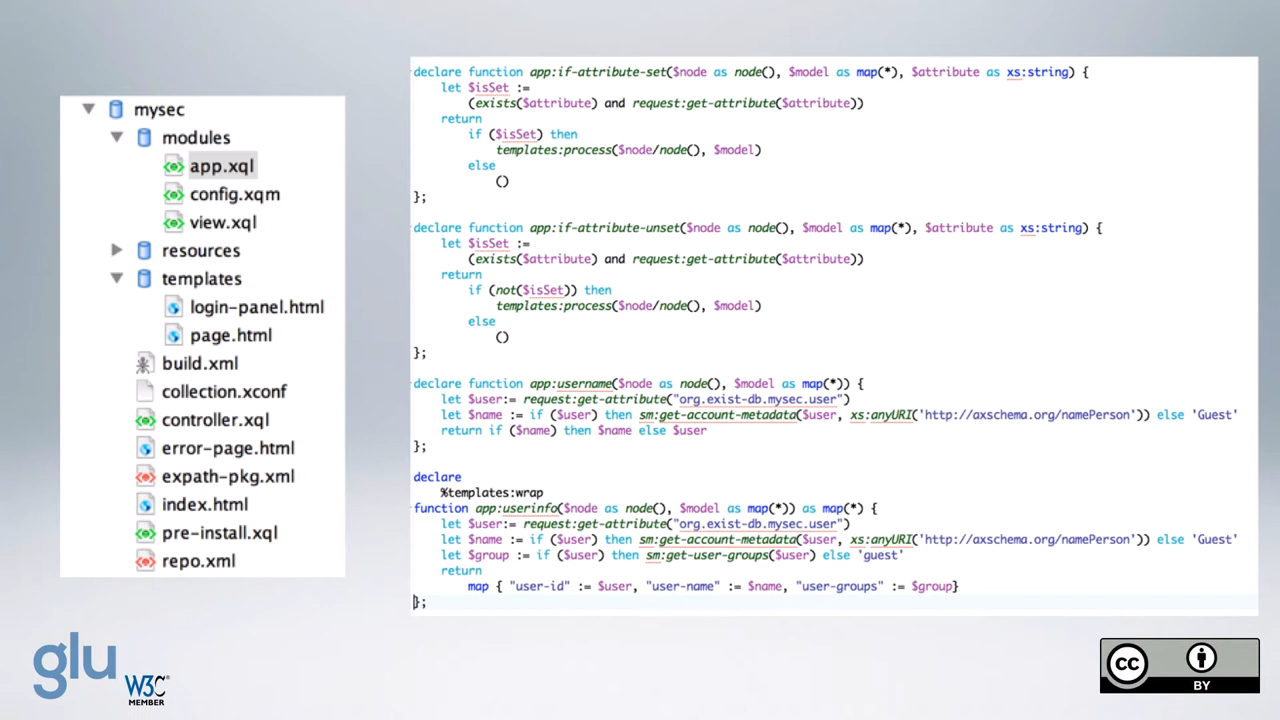 mysec
modules
app.xql
config.xqm
view.xql
resources
templates
login-panel.html
page.html
build.xml
collection.xconf
controller.xql
error-page.html
expath-pkg.xml
index.html
pre-install.xql
repo.xml
declare function app:if-attribute-set($node as node(), $model as map(*), $attribute as xs:string) {
let $isSet :=
(exists($attribute) and request:get-attribute($attribute))
return
if ($isSet) then
templates:process($node/node(), $model)
else
()
};
declare function app:if-attribute-unset($node as node(), $model as map(*), $attribute as xs:string) {
let $isSet :=
(exists($attribute) and request:get-attribute($attribute))
return
if (not($isSet)) then
templates:process($node/node(), $model)
else
()
};
declare function app:username($node as node(), $model as map(*)) {
let $user:= request:get-attribute("org.exist-db.mysec.user")
let $name := if ($user) then sm:get-account-metadata($user, xs:anyURI('http://axschema.org/namePerson')) else 'Guest'
return if ($name) then $name else $user
};
declare
%templates:wrap
function app:userinfo($node as node(), $model as map(*)) as map(*) {
let $user:= request:get-attribute("org.exist-db.mysec.user")
let $name := if ($user) then sm:get-account-metadata($user, xs:anyURI('http://axschema.org/namePerson')) else 'Guest'
let $group := if ($user) then sm:get-user-groups($user) else 'guest'
return
map { "user-id" := $user, "user-name" := $name, "user-groups" := $group}
};
glu
W3C®
MEMBER
cc
BY